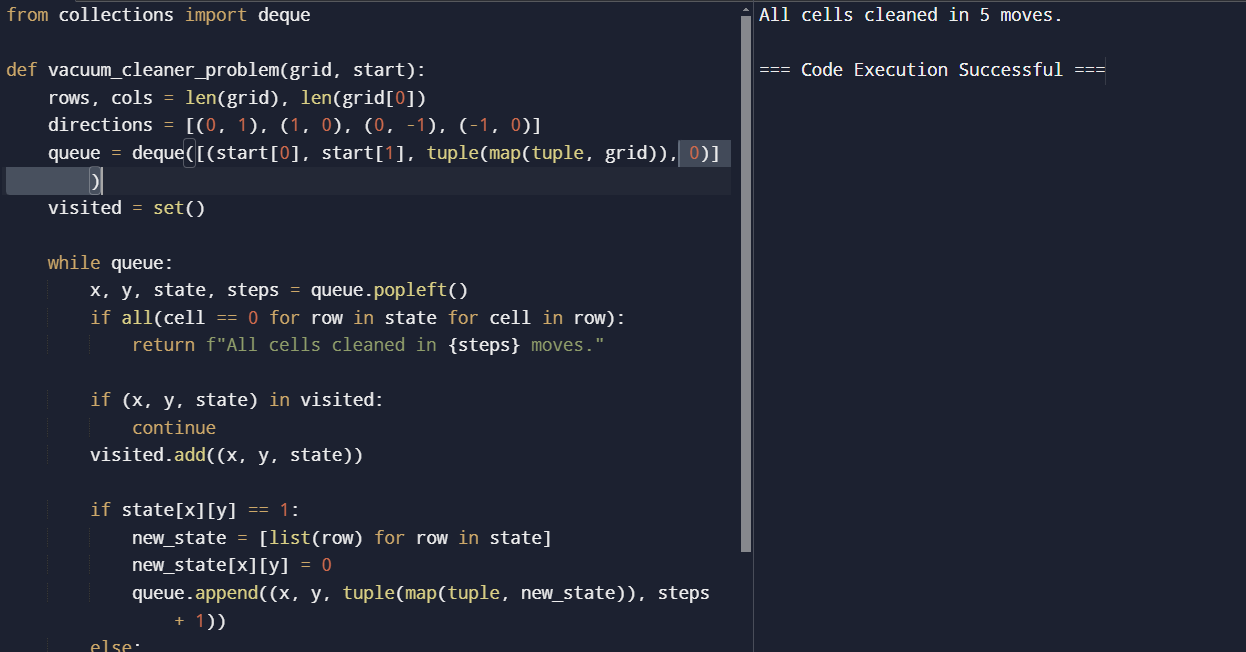 from collections import deque

def vacuum_cleaner_problem(grid, start):
    rows, cols = len(grid), len(grid[0])
    directions = [(0, 1), (1, 0), (0, -1), (-1, 0)]
    queue = deque([(start[0], start[1], tuple(map(tuple, grid)), 0)]
        )
    visited = set()

    while queue:
        x, y, state, steps = queue.popleft()
        if all(cell == 0 for row in state for cell in row):
            return f"All cells cleaned in {steps} moves."

        if (x, y, state) in visited:
            continue
        visited.add((x, y, state))

        if state[x][y] == 1:
            new_state = [list(row) for row in state]
            new_state[x][y] = 0
            queue.append((x, y, tuple(map(tuple, new_state)), steps
                + 1))
        else:
All cells cleaned in 5 moves.

=== Code Execution Successful ===